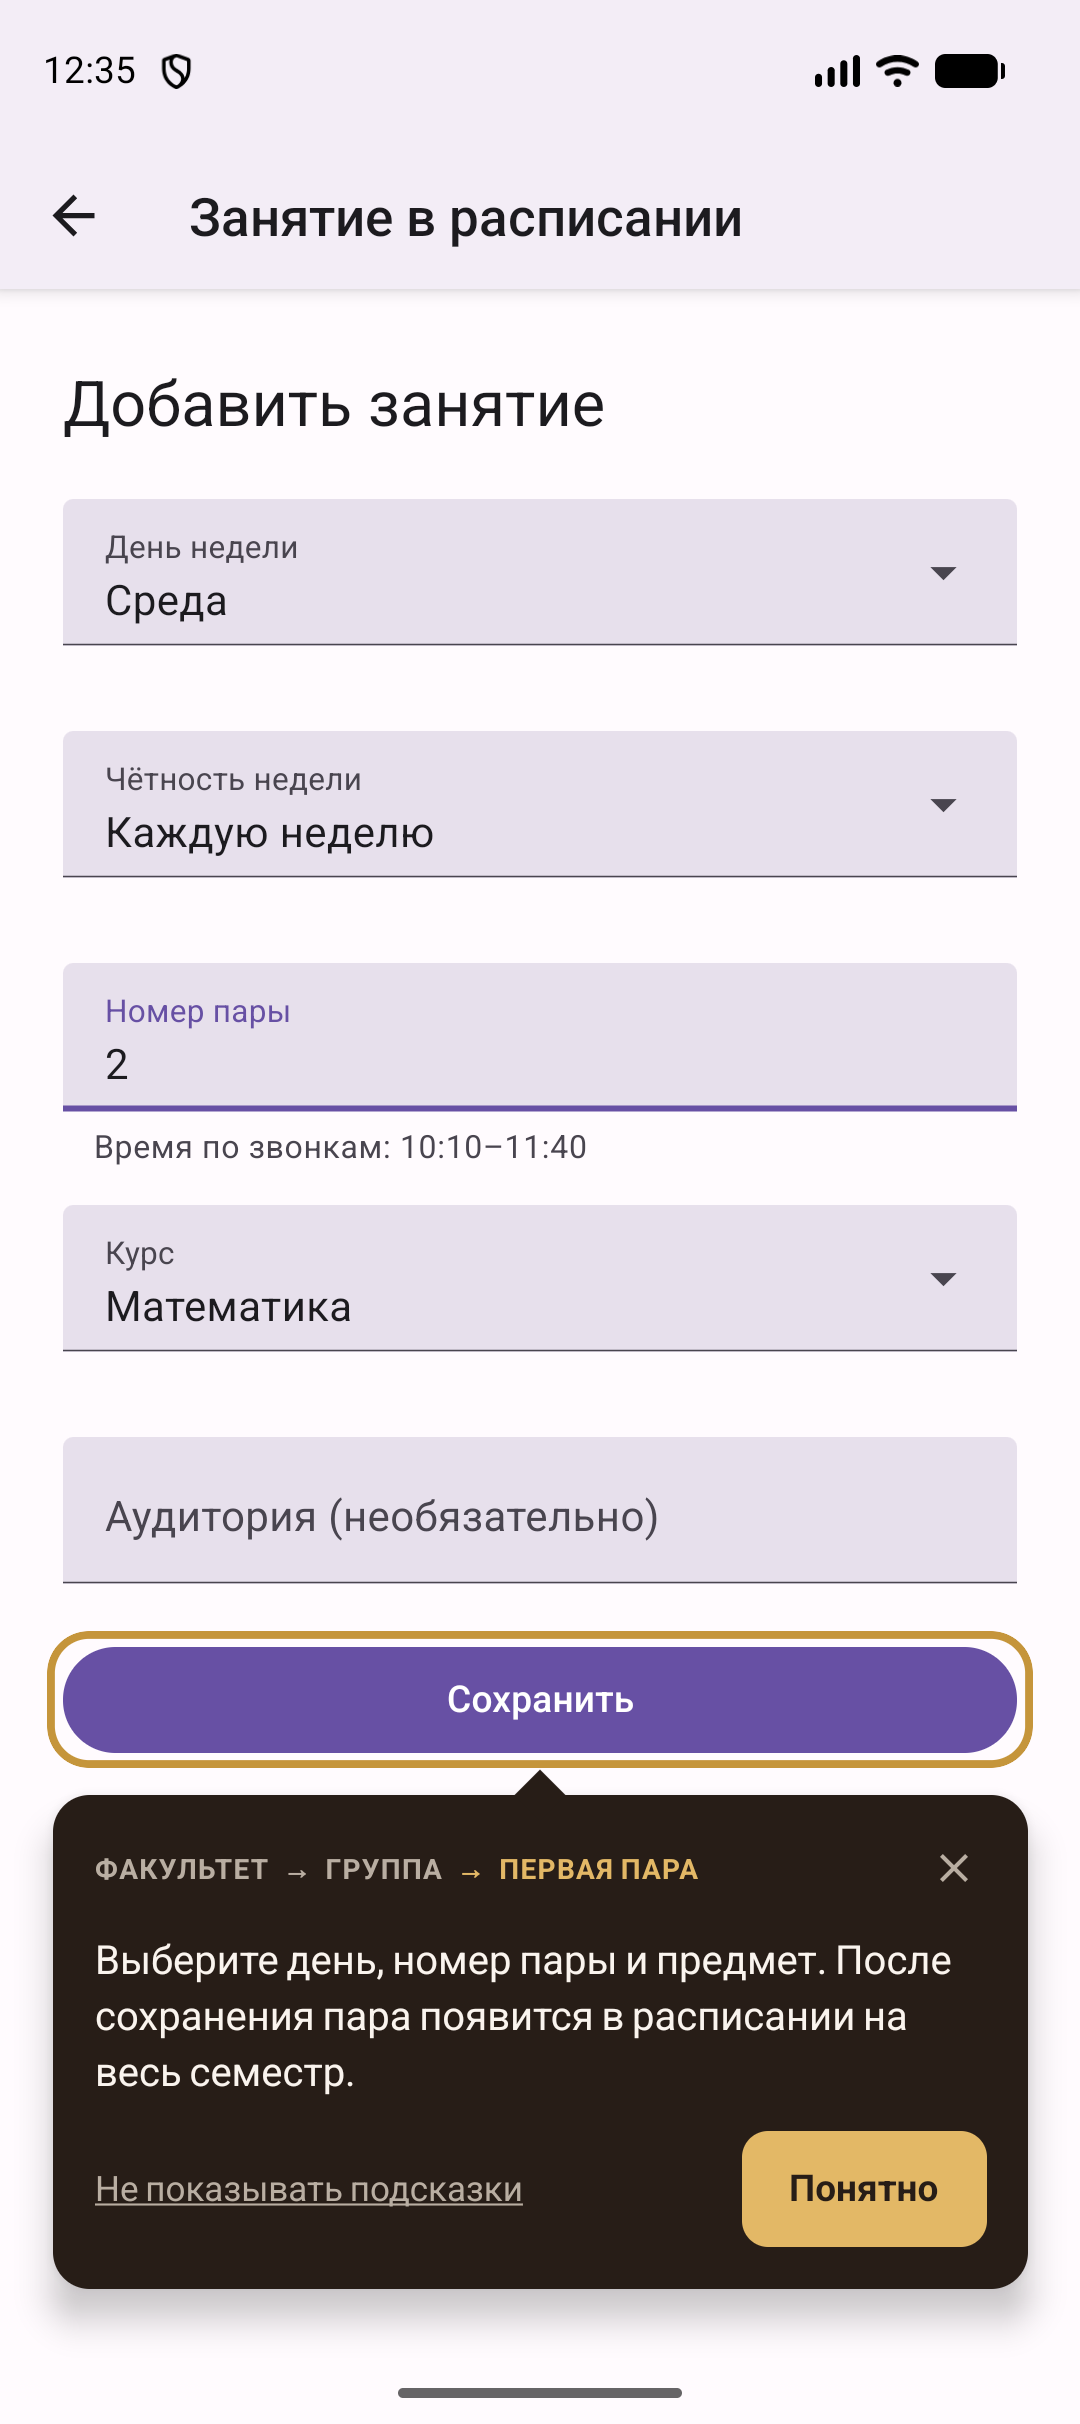 12:35
Занятие в расписании
Добавить занятие
День недели
Среда
Чётность недели
Каждую неделю
Номер пары
2
Время по звонкам: 10:10–11:40
Курс
Математика
Аудитория (необязательно)
Сохранить
ФАКУЛЬТЕТ → ГРУППА → ПЕРВАЯ ПАРА
Выберите день, номер пары и предмет. После
сохранения пара появится в расписании на
весь семестр.
Не показывать подсказки
Понятно